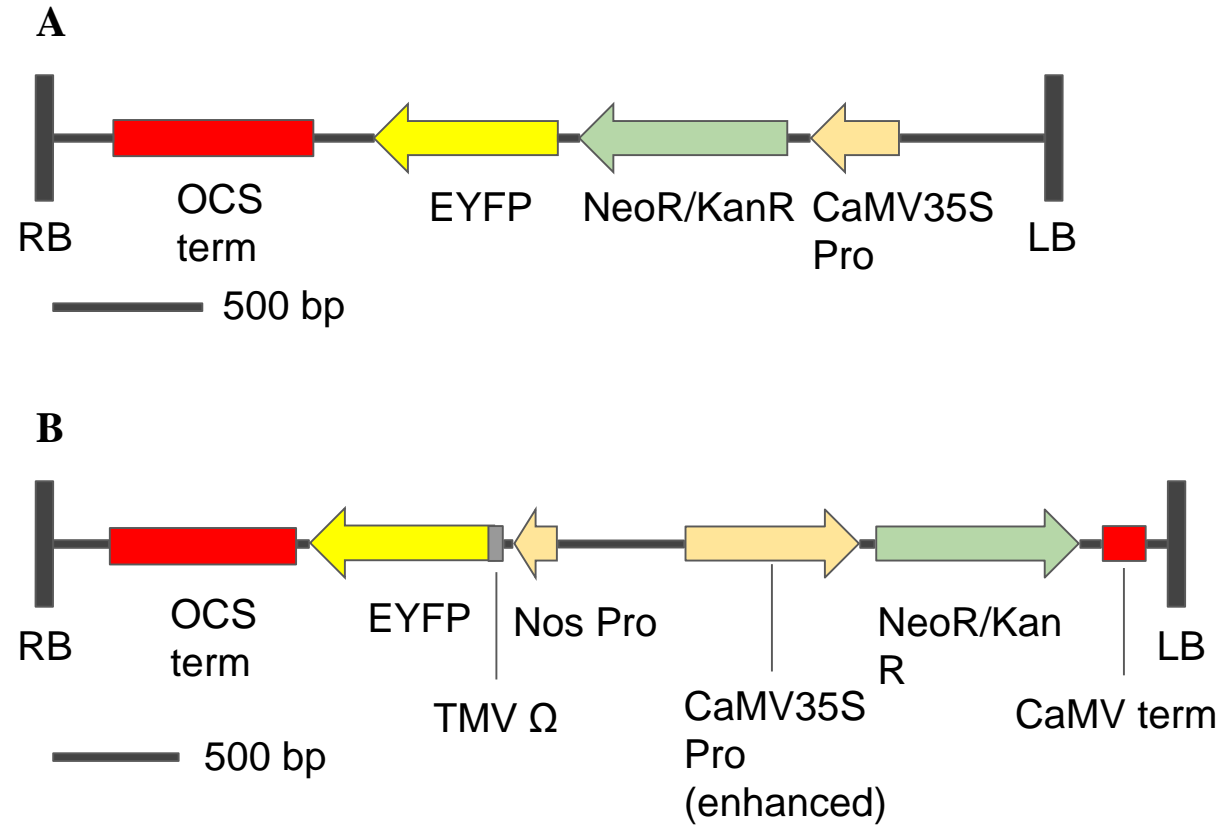 A
OCS
term
EYFP
NeoR/KanR
CaMV35S
Pro
RB
LB
500 bp
B
OCS
term
EYFP
Nos Pro
NeoR/Kan
R
RB
LB
TMV Ω
CaMV35S
Pro
(enhanced)
CaMV term
500 bp